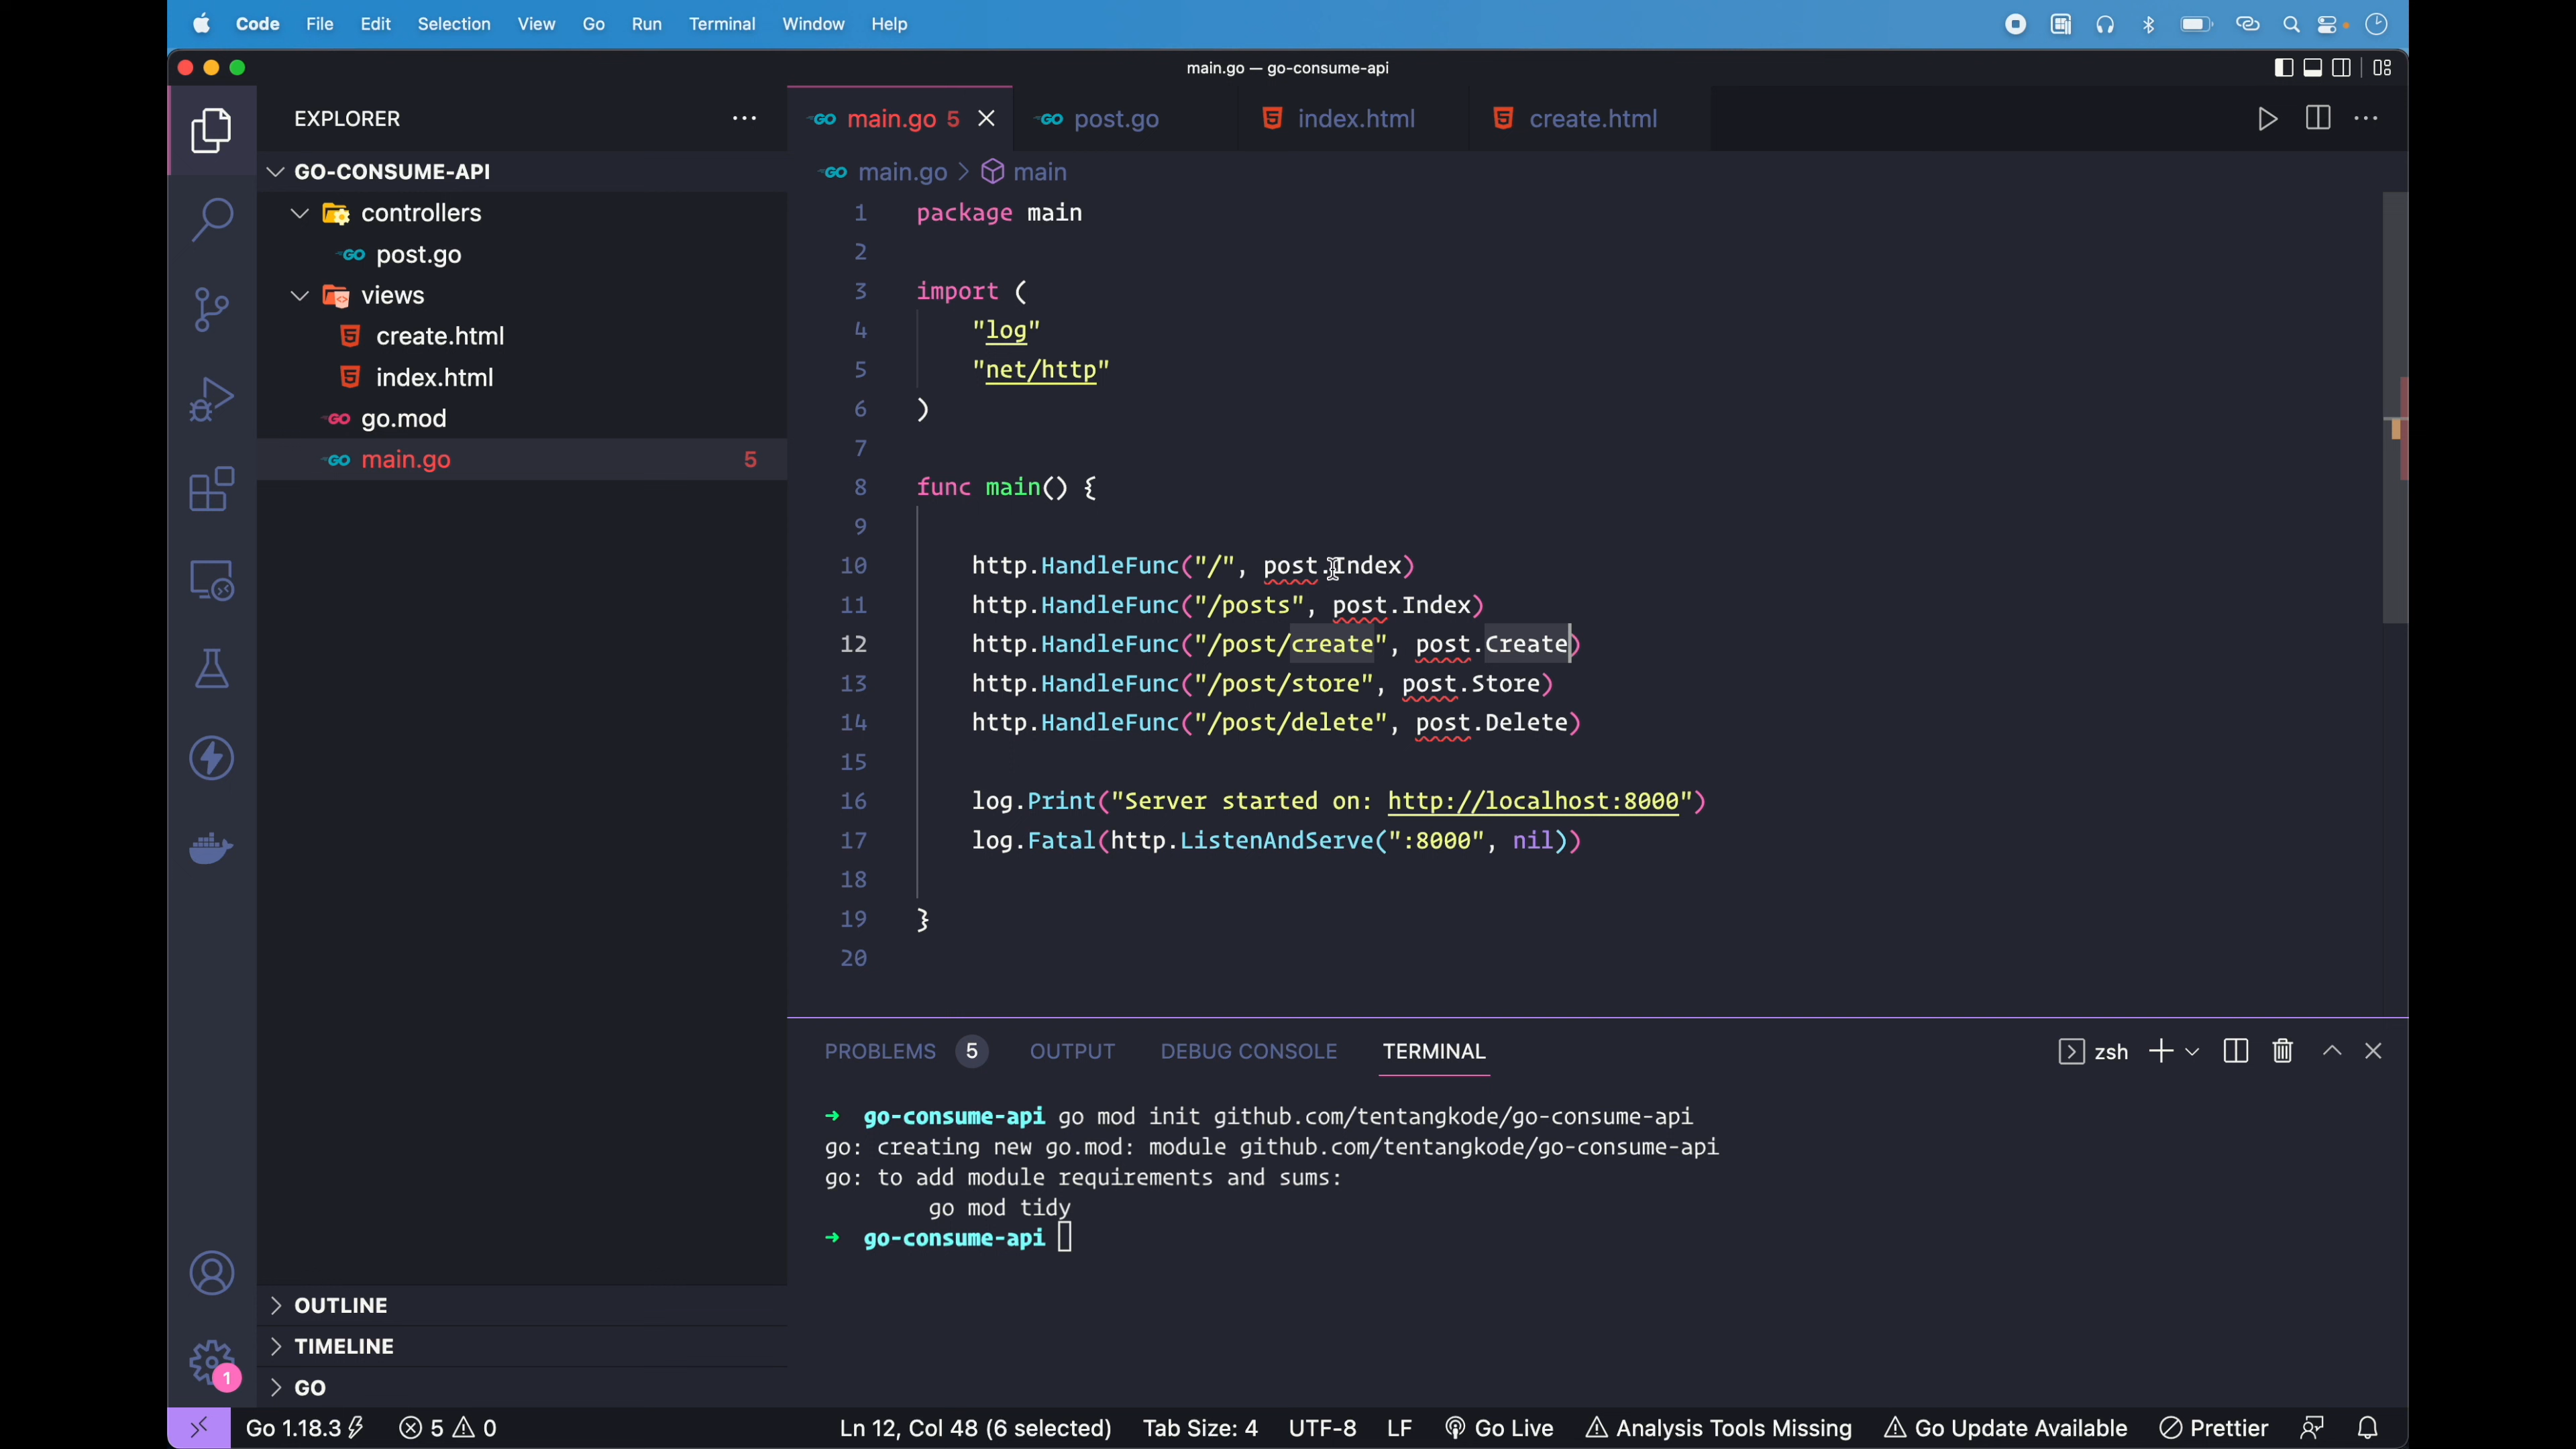 Code File Edit Selection View Go Run Terminal Window Help
main.go — go-consume-api
EXPLORER
GO-CONSUME-API
controllers
post.go
views
create.html
index.html
go.mod
main.go 5
OUTLINE
TIMELINE
GO
main.go 5 post.go index.html create.html
main.go > main
1 package main
2
3 import (
4 "log"
5 "net/http"
6 )
7
8 func main() {
9
10 http.HandleFunc("/", post.Index)
11 http.HandleFunc("/posts", post.Index)
12 http.HandleFunc("/post/create", post.Create)
13 http.HandleFunc("/post/store", post.Store)
14 http.HandleFunc("/post/delete", post.Delete)
15
16 log.Print("Server started on: http://localhost:8000")
17 log.Fatal(http.ListenAndServe(":8000", nil))
18
19 }
20
PROBLEMS 5 OUTPUT DEBUG CONSOLE TERMINAL zsh
➜ go-consume-api go mod init github.com/tentangkode/go-consume-api
go: creating new go.mod: module github.com/tentangkode/go-consume-api
go: to add module requirements and sums:
go mod tidy
➜ go-consume-api
1
Go 1.18.3 5 0 Ln 12, Col 48 (6 selected) Tab Size: 4 UTF-8 LF Go Live Analysis Tools Missing Go Update Available Prettier